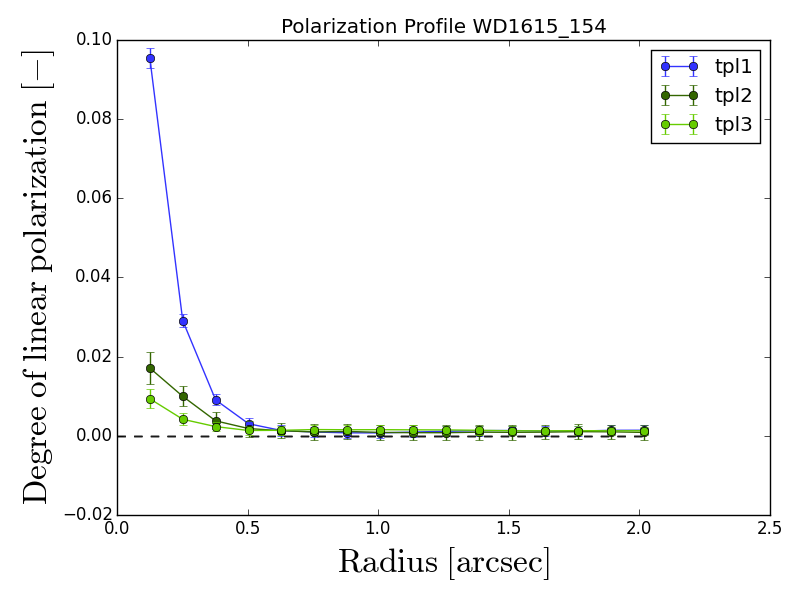 Polarization Profile WD1615_154
Degree of linear polarization [−]
0.10
0.08
0.06
0.04
0.02
0.00
−0.02
0.0 0.5 1.0 1.5 2.0 2.5
Radius [arcsec]
tpl1
tpl2
tpl3